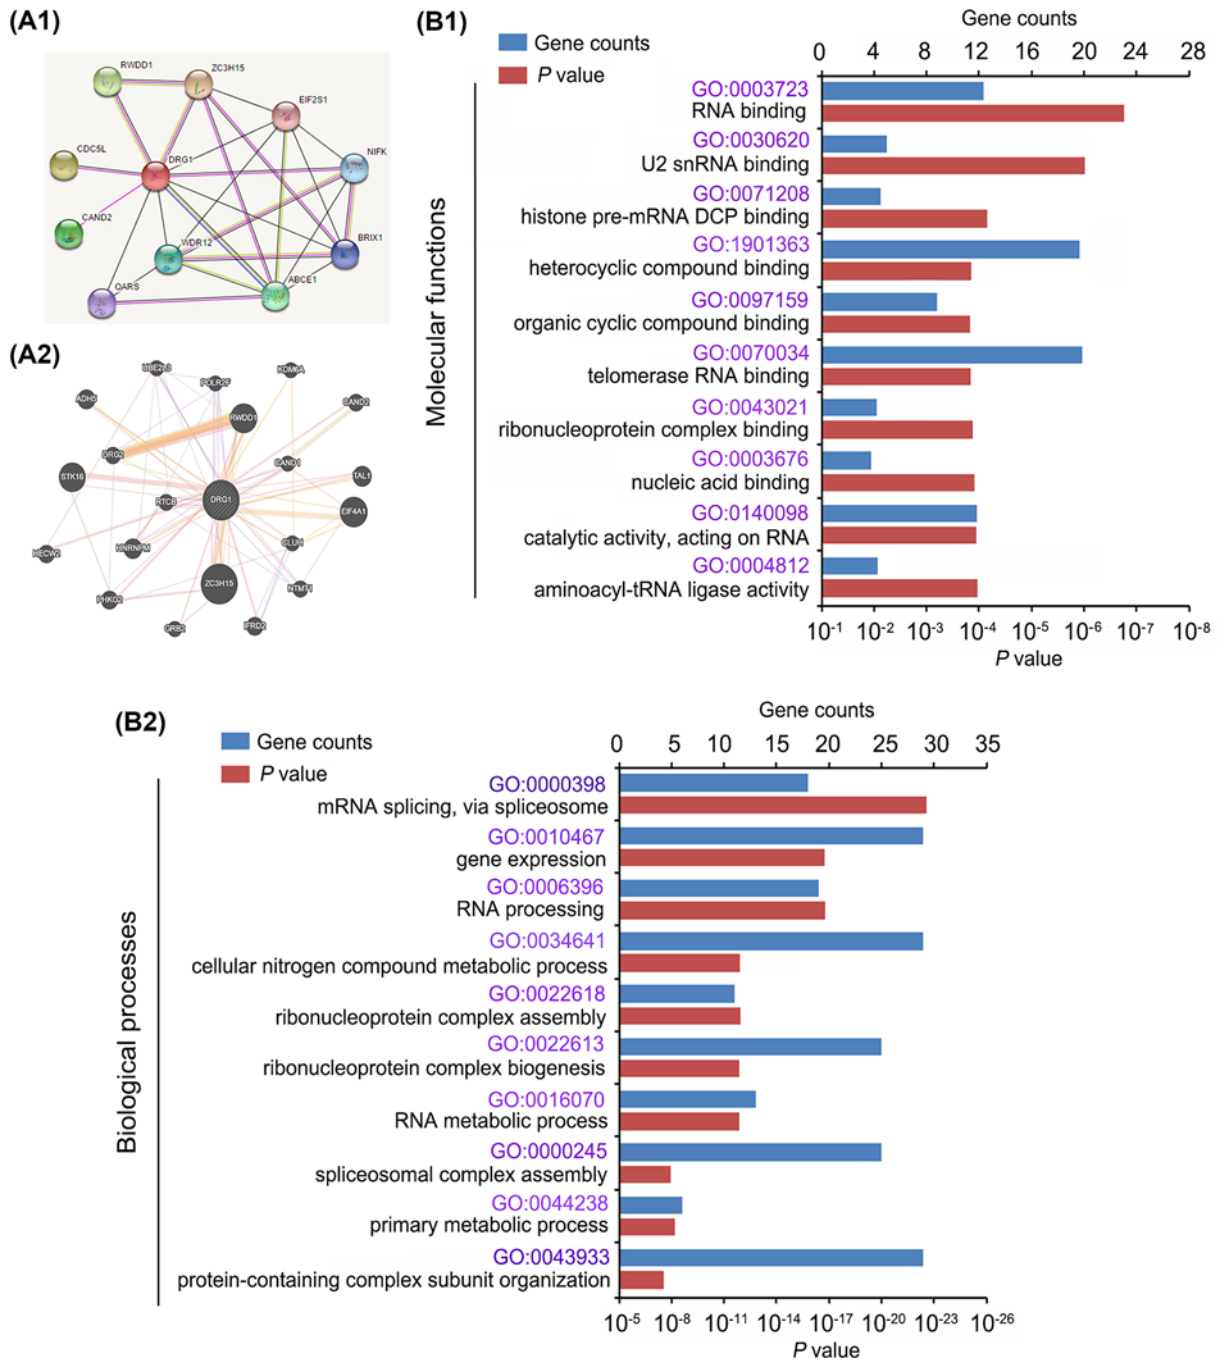 (A1)
RWDD1
ZC3H15
EIF2S1
CDC5L
DRG1
NIFK
CAND2
WDR12
BRIX1
QARS
ABCE1
(A2)
UBE2L3
POLR2F
KDM6A
ADH5
CAND2
RWDD1
DRG2
CAND1
STK16
TAL1
RTCB
DRG1
EIF4A1
HECW2
HNRNPM
CLUH
ZC3H15
NTMT1
PHKG2
GRB2
IFRD2
(B1)
Gene counts
Gene counts
P value
0 4 8 12 16 20 24 28
Molecular functions
GO:0003723
RNA binding
GO:0030620
U2 snRNA binding
GO:0071208
histone pre-mRNA DCP binding
GO:1901363
heterocyclic compound binding
GO:0097159
organic cyclic compound binding
GO:0070034
telomerase RNA binding
GO:0043021
ribonucleoprotein complex binding
GO:0003676
nucleic acid binding
GO:0140098
catalytic activity, acting on RNA
GO:0004812
aminoacyl-tRNA ligase activity
10-1 10-2 10-3 10-4 10-5 10-6 10-7 10-8
P value
(B2)
Gene counts
Gene counts
P value
0 5 10 15 20 25 30 35
Biological processes
GO:0000398
mRNA splicing, via spliceosome
GO:0010467
gene expression
GO:0006396
RNA processing
GO:0034641
cellular nitrogen compound metabolic process
GO:0022618
ribonucleoprotein complex assembly
GO:0022613
ribonucleoprotein complex biogenesis
GO:0016070
RNA metabolic process
GO:0000245
spliceosomal complex assembly
GO:0044238
primary metabolic process
GO:0043933
protein-containing complex subunit organization
10-5 10-8 10-11 10-14 10-17 10-20 10-23 10-26
P value